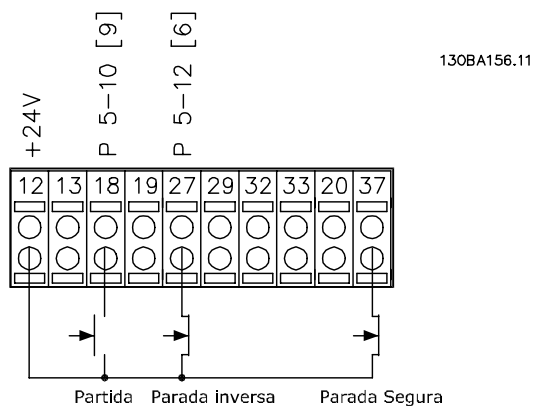 P 5-10 [9]
P 5-12 [6]
+24V
130BA156.11
12 13 18 19 27 29 32 33 20 37
Partida Parada inversa Parada Segura